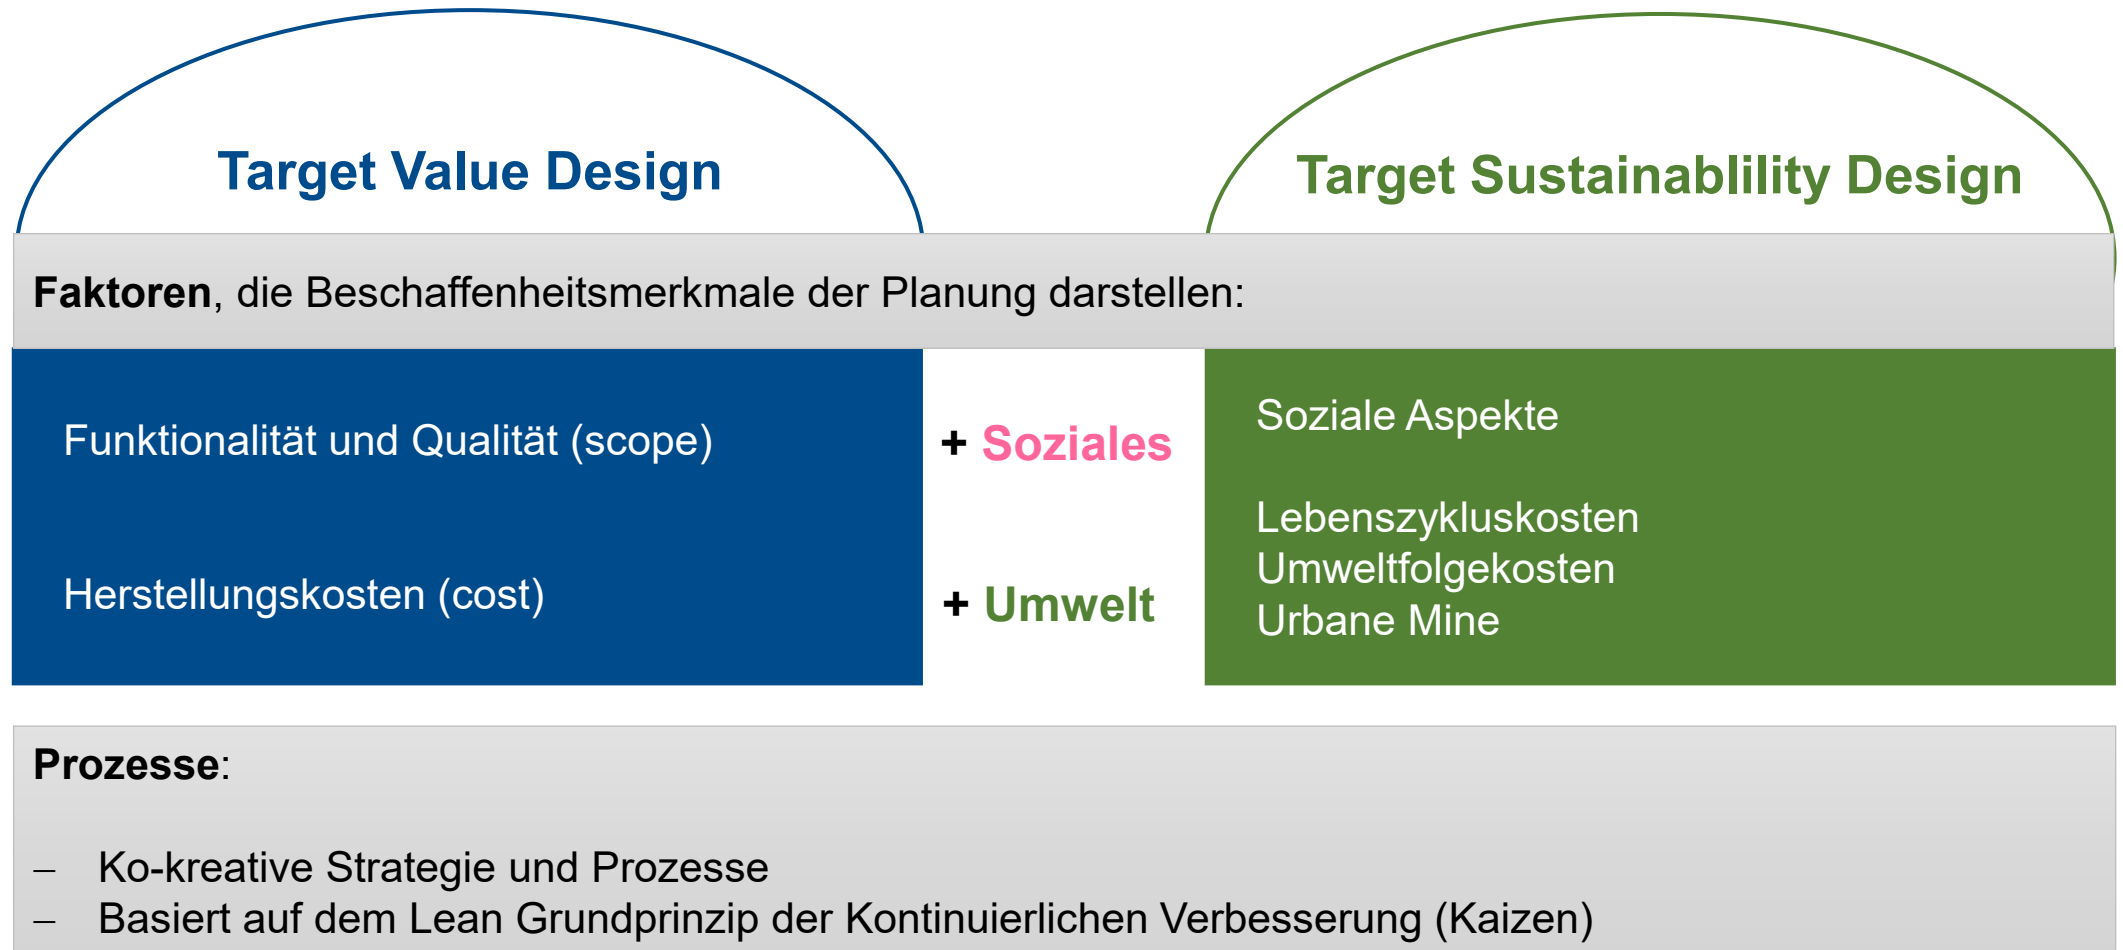 Target Value Design
Target Sustainablility Design
Faktoren, die Beschaffenheitsmerkmale der Planung darstellen:
Funktionalität und Qualität (scope)
Herstellungskosten (cost)
+ Soziales
+ Umwelt
Soziale Aspekte
Lebenszykluskosten
Umweltfolgekosten
Urbane Mine
Prozesse:
– Ko-kreative Strategie und Prozesse
– Basiert auf dem Lean Grundprinzip der Kontinuierlichen Verbesserung (Kaizen)